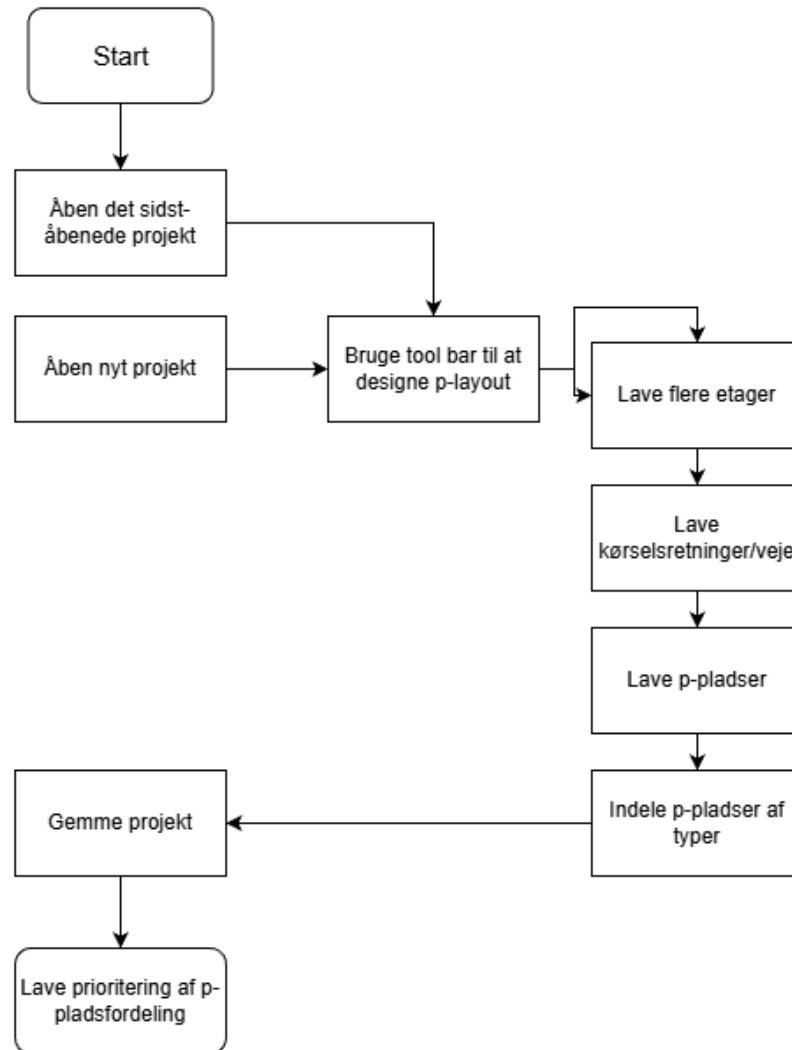 Start
Åben det sidst-
åbenede projekt
Åben nyt projekt
Bruge tool bar til at
designe p-layout
Lave flere etager
Lave
kørselsretninger/veje
Lave p-pladser
Indele p-pladser af
typer
Gemme projekt
Lave prioritering af p-
pladsfordeling